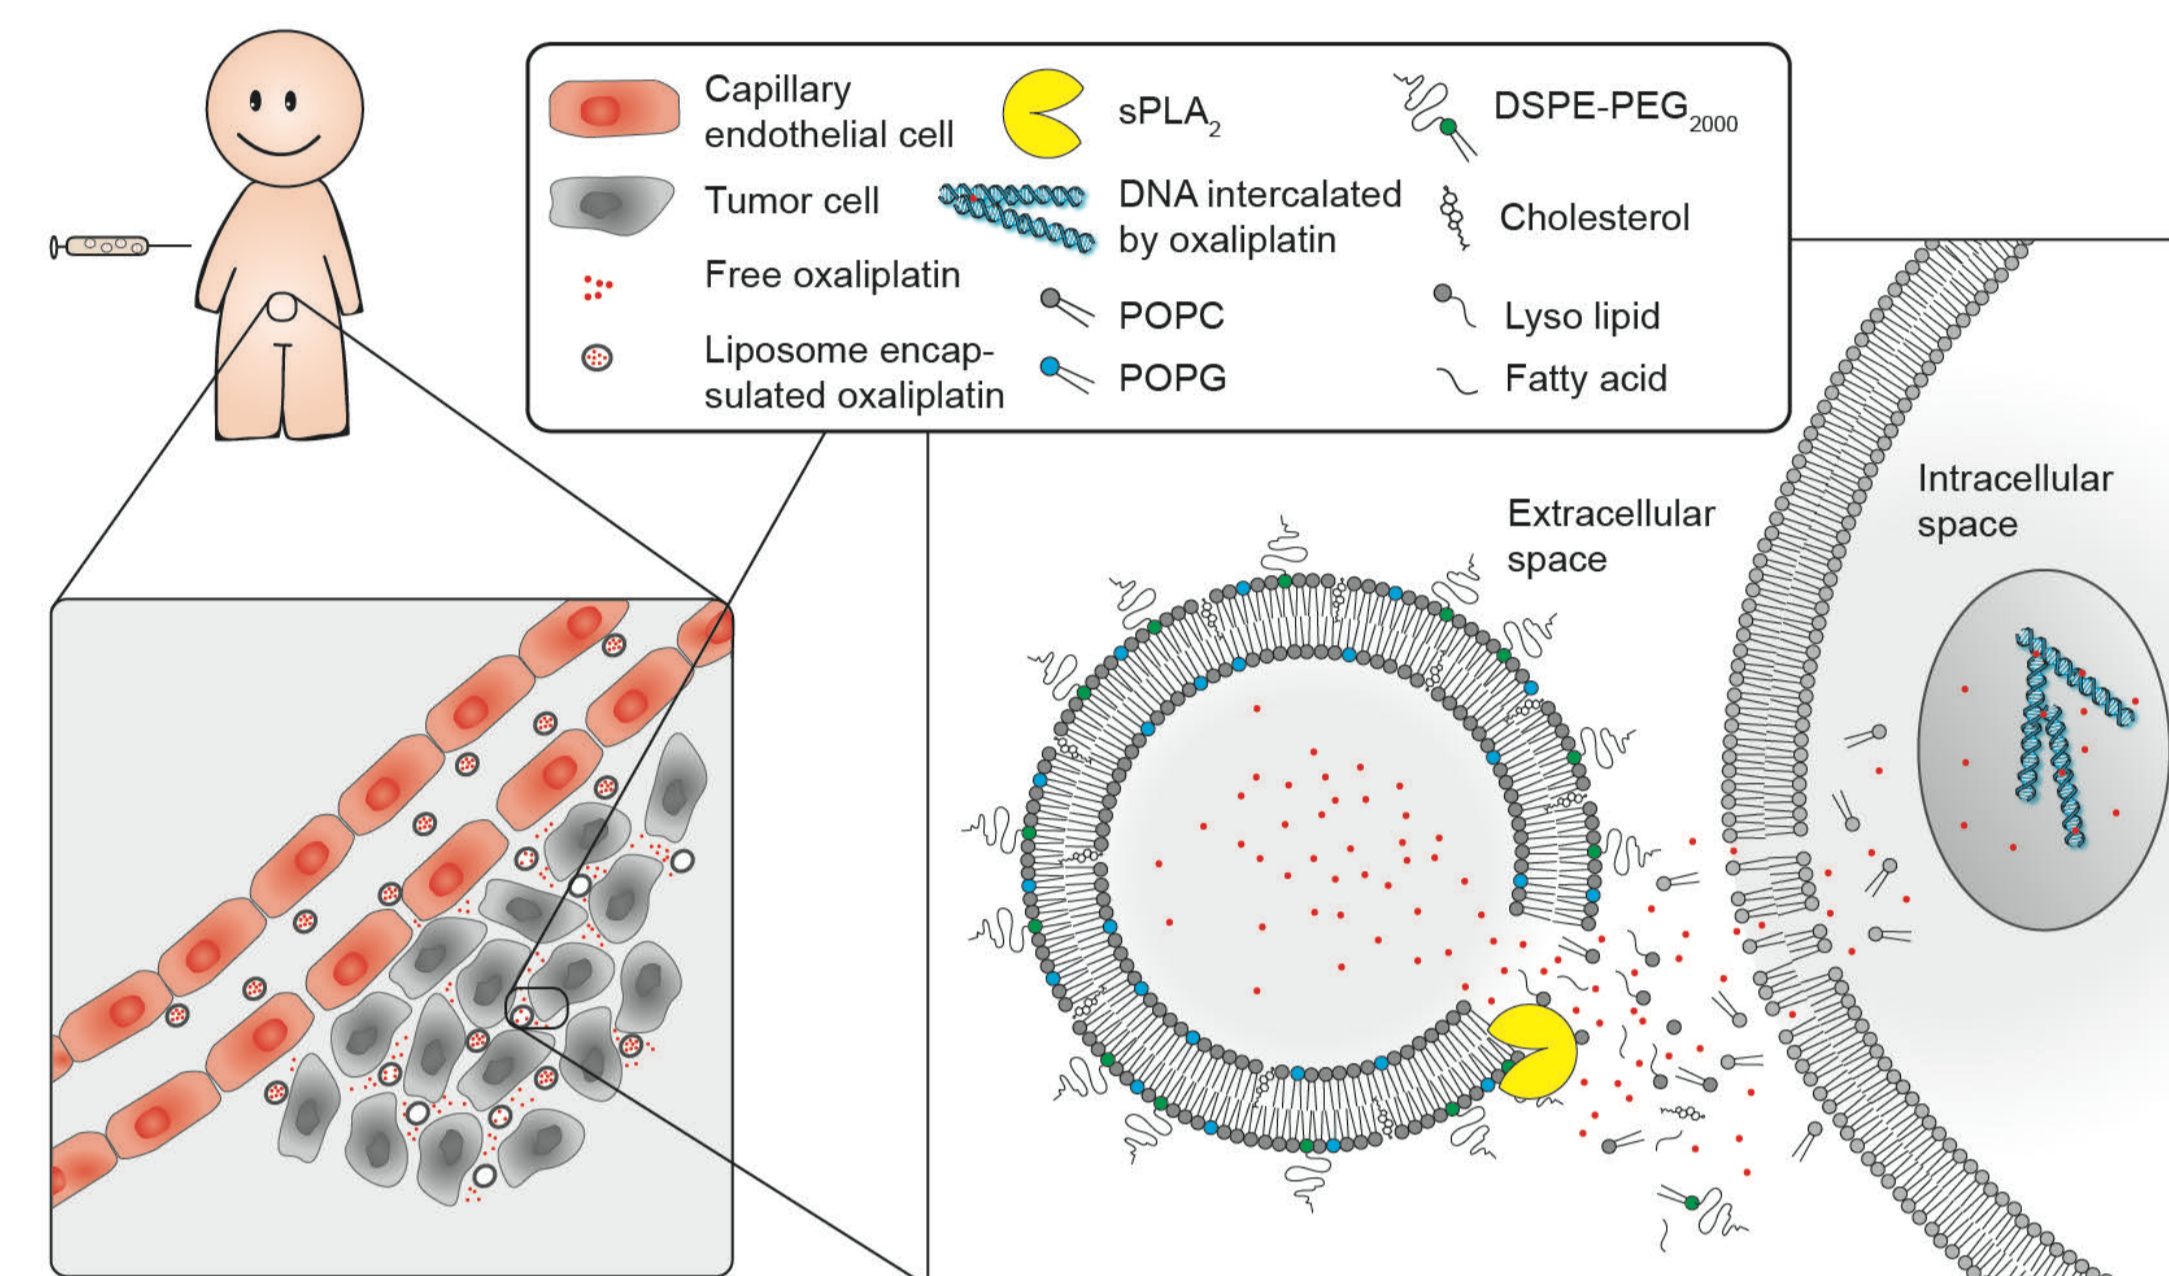 Capillary
endothelial cell
Tumor cell
Free oxaliplatin
Liposome encap-
sulated oxaliplatin
sPLA2
DNA intercalated
by oxaliplatin
POPC
POPG
DSPE-PEG2000
Cholesterol
Lyso lipid
Fatty acid
Extracellular
space
Intracellular
space